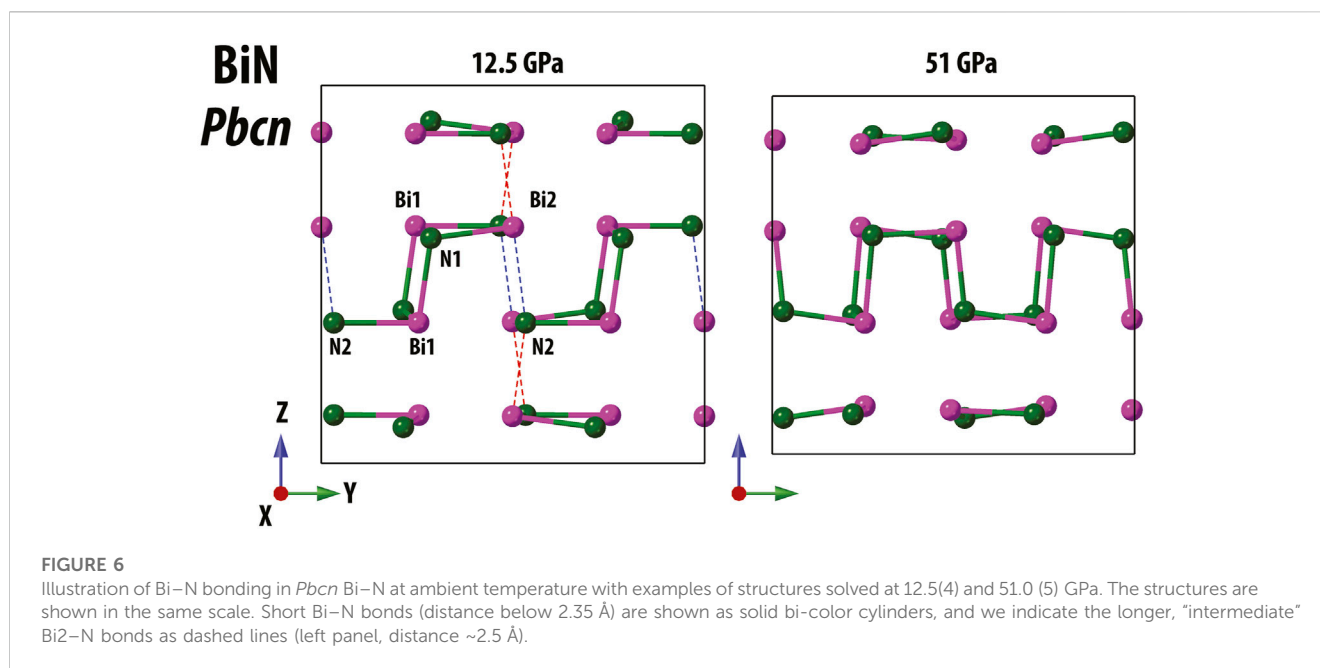 BiN
Pbcn
12.5 GPa
51 GPa
Bi1
Bi2
N1
N2
Bi1
N2
Z
Y
X
FIGURE 6
Illustration of Bi–N bonding in Pbcn Bi–N at ambient temperature with examples of structures solved at 12.5(4) and 51.0 (5) GPa. The structures are
shown in the same scale. Short Bi–N bonds (distance below 2.35 Å) are shown as solid bi-color cylinders, and we indicate the longer, “intermediate”
Bi2–N bonds as dashed lines (left panel, distance ~2.5 Å).